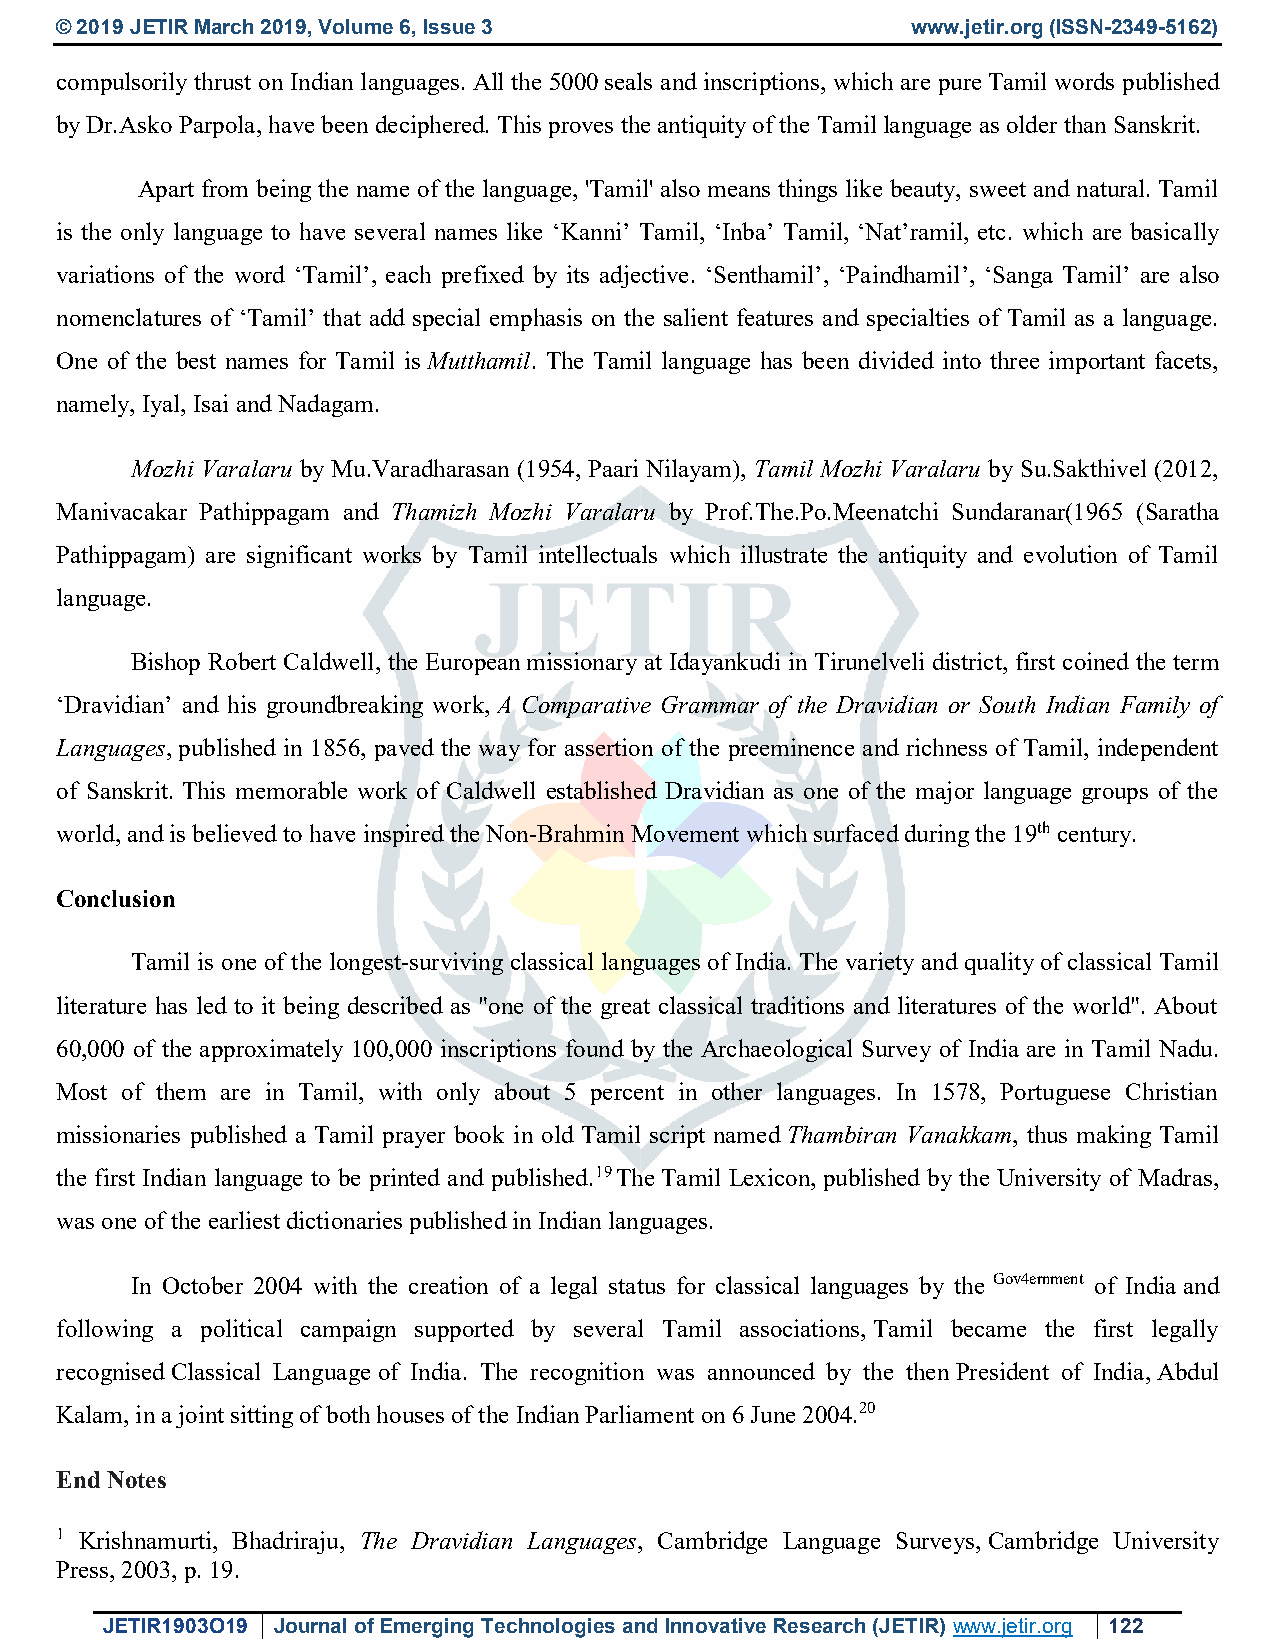 © 2019 JETIR March 2019, Volume 6, Issue 3 www.jetir.org (ISSN-2349-5162)
compulsorily thrust on Indian languages. All the 5000 seals and inscriptions, which are pure Tamil words published
by Dr.Asko Parpola, have been deciphered. This proves the antiquity of the Tamil language as older than Sanskrit.
Apart from being the name of the language, 'Tamil' also means things like beauty, sweet and natural. Tamil
is the only language to have several names like ‘Kanni’ Tamil, ‘Inba’ Tamil, ‘Nat’ramil, etc. which are basically
variations of the word ‘Tamil’, each prefixed by its adjective. ‘Senthamil’, ‘Paindhamil’, ‘Sanga Tamil’ are also
nomenclatures of ‘Tamil’ that add special emphasis on the salient features and specialties of Tamil as a language.
One of the best names for Tamil is Mutthamil. The Tamil language has been divided into three important facets,
namely, Iyal, Isai and Nadagam.
Mozhi Varalaru by Mu.Varadharasan (1954, Paari Nilayam), Tamil Mozhi Varalaru by Su.Sakthivel (2012,
Manivacakar Pathippagam and Thamizh Mozhi Varalaru by Prof.The.Po.Meenatchi Sundaranar(1965 (Saratha
Pathippagam) are significant works by Tamil intellectuals which illustrate the antiquity and evolution of Tamil
language.
JETIR
Bishop Robert Caldwell, the European missionary at Idayankudi in Tirunelveli district, first coined the term
‘Dravidian’ and his groundbreaking work, A Comparative Grammar of the Dravidian or South Indian Family of
Languages, published in 1856, paved the way for assertion of the preeminence and richness of Tamil, independent
of Sanskrit. This memorable work of Caldwell established Dravidian as one of the major language groups of the
world, and is believed to have inspired the Non-Brahmin Movement which surfaced during the 19th century.
Conclusion
Tamil is one of the longest-surviving classical languages of India. The variety and quality of classical Tamil
literature has led to it being described as "one of the great classical traditions and literatures of the world". About
60,000 of the approximately 100,000 inscriptions found by the Archaeological Survey of India are in Tamil Nadu.
Most of them are in Tamil, with only about 5 percent in other languages. In 1578, Portuguese Christian
missionaries published a Tamil prayer book in old Tamil script named Thambiran Vanakkam, thus making Tamil
the first Indian language to be printed and published.19 The Tamil Lexicon, published by the University of Madras,
was one of the earliest dictionaries published in Indian languages.
In October 2004 with the creation of a legal status for classical languages by the Gov4ernment of India and
following a political campaign supported by several Tamil associations, Tamil became the first legally
recognised Classical Language of India. The recognition was announced by the then President of India, Abdul
Kalam, in a joint sitting of both houses of the Indian Parliament on 6 June 2004.20
End Notes
1 Krishnamurti, Bhadriraju, The Dravidian Languages, Cambridge Language Surveys, Cambridge University
Press, 2003, p. 19.
JETIR1903O19 Journal of Emerging Technologies and Innovative Research (JETIR) www.jetir.org 122